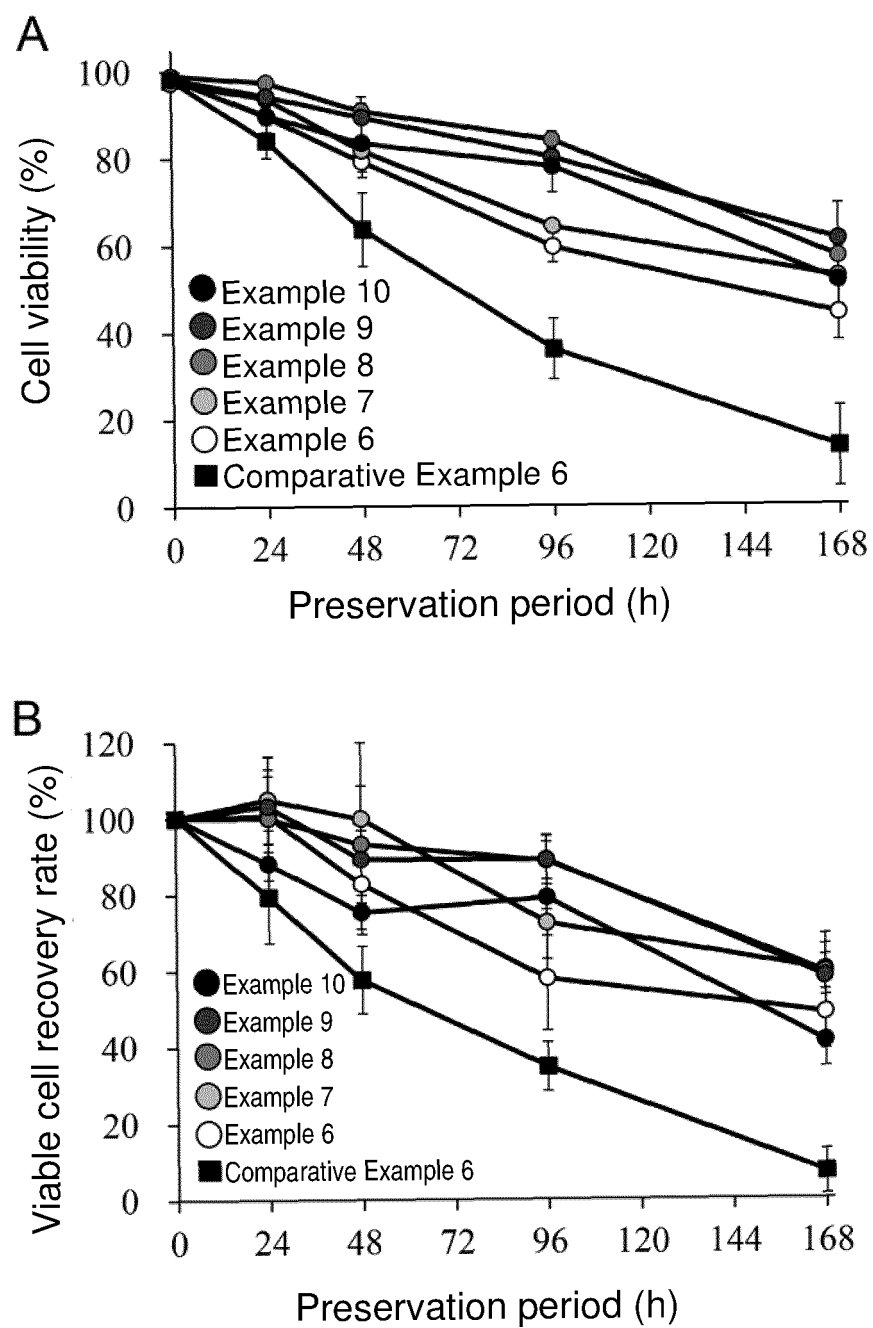 A
100
80
60
40
20
0
Cell viability (%)
Example 10
Example 9
Example 8
Example 7
Example 6
Comparative Example 6
0 24 48 72 96 120 144 168
Preservation period (h)
B
120
100
80
60
40
20
0
Viable cell recovery rate (%)
Example 10
Example 9
Example 8
Example 7
Example 6
Comparative Example 6
0 24 48 72 96 120 144 168
Preservation period (h)